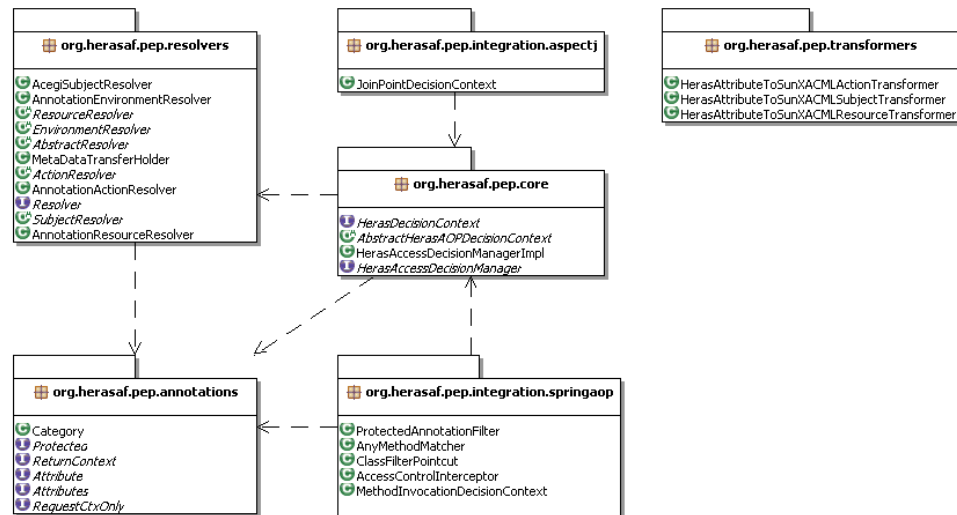 org.herasaf.pep.resolvers
AcegiSubjectResolver
AnnotationEnvironmentResolver
ResourceResolver
EnvironmentResolver
AbstractResolver
MetaDataTransferHolder
ActionResolver
AnnotationActionResolver
Resolver
SubjectResolver
AnnotationResourceResolver
org.herasaf.pep.integration.aspectj
JoinPointDecisionContext
org.herasaf.pep.transformers
HerasAttributeToSunXACMLActionTransformer
HerasAttributeToSunXACMLSubjectTransformer
HerasAttributeToSunXACMLResourceTransformer
org.herasaf.pep.core
HerasDecisionContext
AbstractHerasAOPDecisionContext
HerasAccessDecisionManagerImpl
HerasAccessDecisionManager
org.herasaf.pep.annotations
Category
Protected
ReturnContext
Attribute
Attributes
RequestCtxOnly
org.herasaf.pep.integration.springaop
ProtectedAnnotationFilter
AnyMethodMatcher
ClassFilterPointcut
AccessControlInterceptor
MethodInvocationDecisionContext